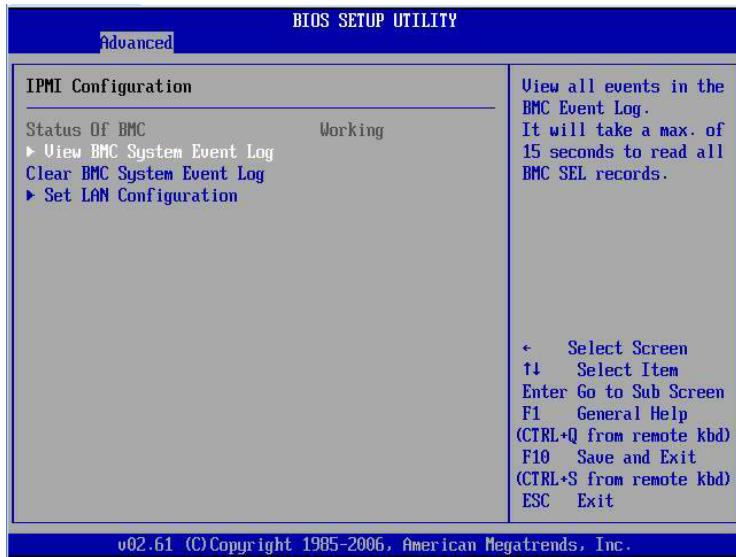 BIOS SETUP UTILITY
Advanced
IPMI Configuration
Status Of BMC Working
▶ View BMC System Event Log
Clear BMC System Event Log
▶ Set LAN Configuration
View all events in the
BMC Event Log.
It will take a max. of
15 seconds to read all
BMC SEL records.
← Select Screen
↑↓ Select Item
Enter Go to Sub Screen
F1 General Help
(CTRL+Q from remote kbd)
F10 Save and Exit
(CTRL+S from remote kbd)
ESC Exit
v02.61 (C)Copyright 1985-2006, American Megatrends, Inc.